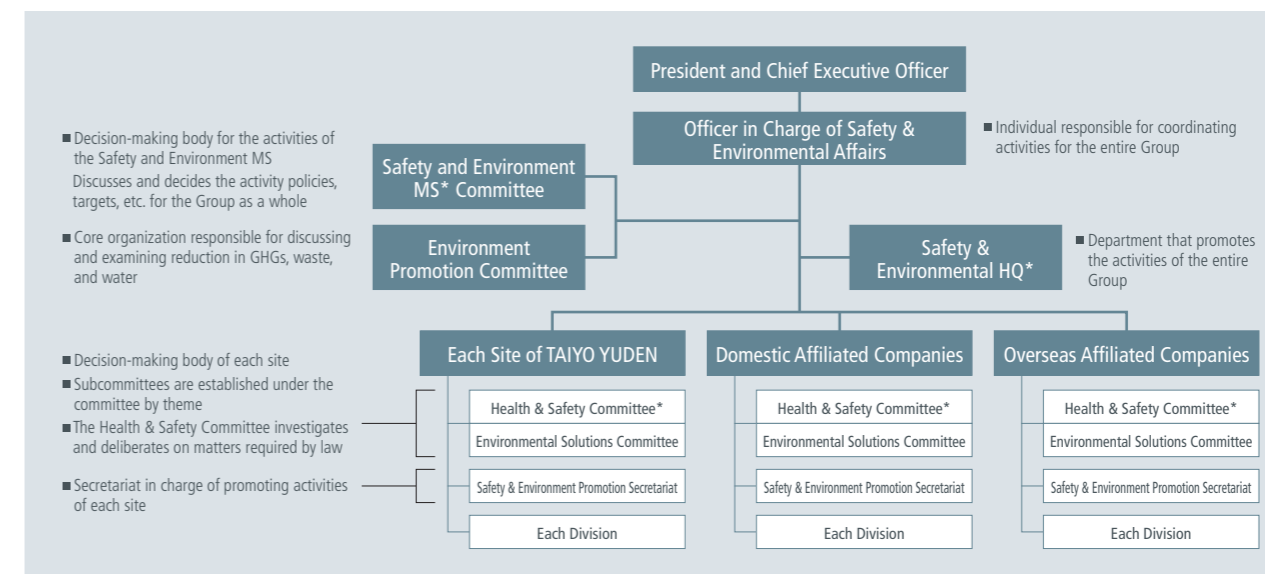 President and Chief Executive Officer
Officer in Charge of Safety &
Environmental Affairs
■ Individual responsible for coordinating
activities for the entire Group
■ Decision-making body for the activities of
the Safety and Environment MS
Discusses and decides the activity policies,
targets, etc. for the Group as a whole
Safety and Environment
MS* Committee
■ Core organization responsible for discussing
and examining reduction in GHGs, waste,
and water
Environment
Promotion Committee
Safety &
Environmental HQ*
■ Department that promotes
the activities of the entire
Group
■ Decision-making body of each site
■ Subcommittees are established under the
committee by theme
■ The Health & Safety Committee investigates
and deliberates on matters required by law
■ Secretariat in charge of promoting activities
of each site
Each Site of TAIYO YUDEN
Health & Safety Committee*
Environmental Solutions Committee
Safety & Environment Promotion Secretariat
Each Division
Domestic Affiliated Companies
Health & Safety Committee*
Environmental Solutions Committee
Safety & Environment Promotion Secretariat
Each Division
Overseas Affiliated Companies
Health & Safety Committee*
Environmental Solutions Committee
Safety & Environment Promotion Secretariat
Each Division